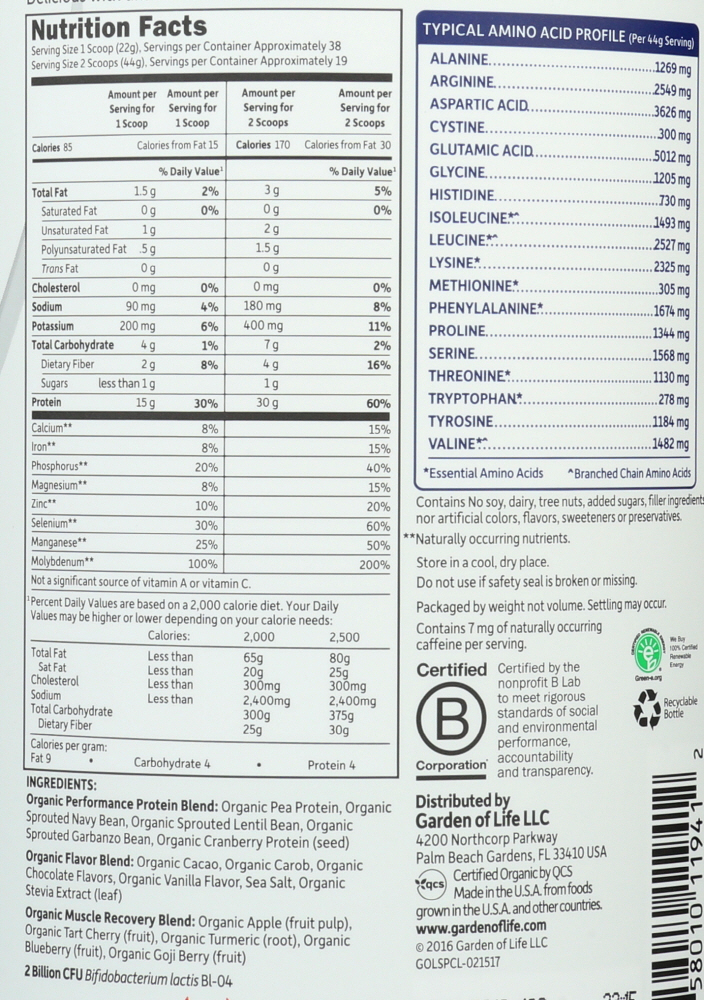 Nutrition Facts
Serving Size 1 Scoop (22g), Servings per Container Approximately 38
Serving Size 2 Scoops (44g), Servings per Container Approximately 19
Amount per Serving for 1 Scoop Amount per Serving for 1 Scoop Amount per Serving for 2 Scoops Amount per Serving for 2 Scoops
Calories 85 Calories from Fat 15 Calories 170 Calories from Fat 30
% Daily Value¹ % Daily Value¹
Total Fat 1.5 g 2% 3 g 5%
Saturated Fat 0 g 0% 0 g 0%
Unsaturated Fat 1 g 2 g
Polyunsaturated Fat .5 g 1.5 g
Trans Fat 0 g 0 g
Cholesterol 0 mg 0% 0 mg 0%
Sodium 90 mg 4% 180 mg 8%
Potassium 200 mg 6% 400 mg 11%
Total Carbohydrate 4 g 1% 7 g 2%
Dietary Fiber 2 g 8% 4 g 16%
Sugars less than 1 g 1 g
Protein 15 g 30% 30 g 60%
Calcium** 8% 15%
Iron** 8% 15%
Phosphorus** 20% 40%
Magnesium** 8% 15%
Zinc** 10% 20%
Selenium** 30% 60%
Manganese** 25% 50%
Molybdenum** 100% 200%
Not a significant source of vitamin A or vitamin C.
¹Percent Daily Values are based on a 2,000 calorie diet. Your Daily
Values may be higher or lower depending on your calorie needs:
Calories: 2,000 2,500
Total Fat Less than 65g 80g
Sat Fat Less than 20g 25g
Cholesterol Less than 300mg 300mg
Sodium Less than 2,400mg 2,400mg
Total Carbohydrate 300g 375g
Dietary Fiber 25g 30g
Calories per gram:
Fat 9 • Carbohydrate 4 • Protein 4
INGREDIENTS:
Organic Performance Protein Blend: Organic Pea Protein, Organic
Sprouted Navy Bean, Organic Sprouted Lentil Bean, Organic
Sprouted Garbanzo Bean, Organic Cranberry Protein (seed)
Organic Flavor Blend: Organic Cacao, Organic Carob, Organic
Chocolate Flavors, Organic Vanilla Flavor, Sea Salt, Organic
Stevia Extract (leaf)
Organic Muscle Recovery Blend: Organic Apple (fruit pulp),
Organic Tart Cherry (fruit), Organic Turmeric (root), Organic
Blueberry (fruit), Organic Goji Berry (fruit)
2 Billion CFU Bifidobacterium lactis Bl-04
TYPICAL AMINO ACID PROFILE (Per 44g Serving)
ALANINE 1269 mg
ARGININE 2549 mg
ASPARTIC ACID 3626 mg
CYSTINE 300 mg
GLUTAMIC ACID 5012 mg
GLYCINE 1205 mg
HISTIDINE 730 mg
ISOLEUCINE*^ 1493 mg
LEUCINE*^ 2527 mg
LYSINE* 2325 mg
METHIONINE* 305 mg
PHENYLALANINE* 1674 mg
PROLINE 1344 mg
SERINE 1568 mg
THREONINE* 1130 mg
TRYPTOPHAN* 278 mg
TYROSINE 1184 mg
VALINE*^ 1482 mg
*Essential Amino Acids ^Branched Chain Amino Acids
Contains No soy, dairy, tree nuts, added sugars, filler ingredients
nor artificial colors, flavors, sweeteners or preservatives.
**Naturally occurring nutrients.
Store in a cool, dry place.
Do not use if safety seal is broken or missing.
Packaged by weight not volume. Settling may occur.
Contains 7 mg of naturally occurring
caffeine per serving.
We Buy
100% Certified
Renewable
Energy
Green-e.org
Recyclable
Bottle
Certified
B
Corporation
Certified by the
nonprofit B Lab
to meet rigorous
standards of social
and environmental
performance,
accountability
and transparency.
Distributed by
Garden of Life LLC
4200 Northcorp Parkway
Palm Beach Gardens, FL 33410 USA
qcs
Certified Organic by QCS
Made in the U.S.A. from foods
grown in the U.S.A. and other countries.
www.gardenoflife.com
© 2016 Garden of Life LLC
GOLSPCL-021517
58010 11941 2